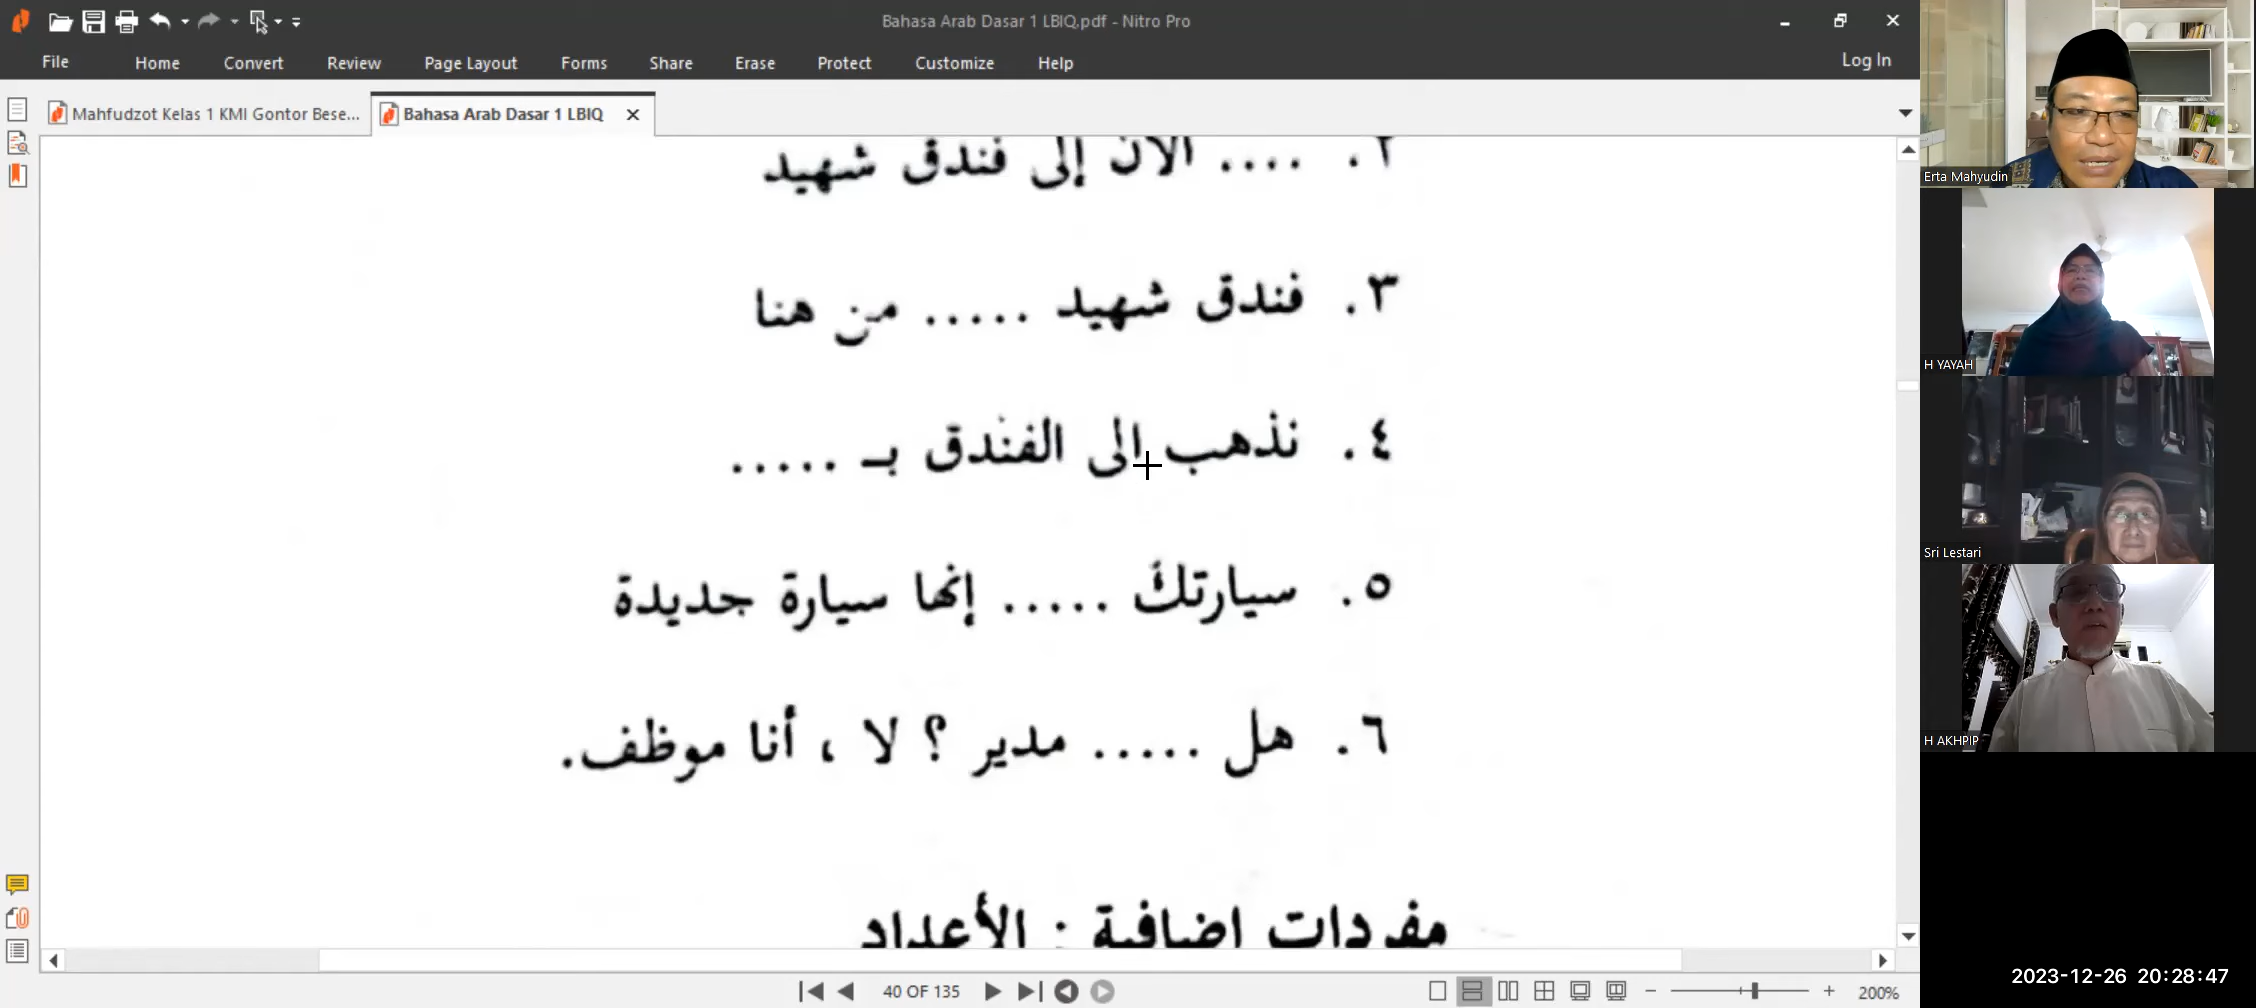 Bahasa Arab Dasar 1 LBIQ.pdf - Nitro Pro
File Home Convert Review Page Layout Forms Share Erase Protect Customize Help Log In
Mahfudzot Kelas 1 KMI Gontor Bese... Bahasa Arab Dasar 1 LBIQ
٢. .... الآن إلى فندق شهيد
٣. فندق شهيد ..... من هنا
٤. نذهب الى الفندق بـ .....
٥. سيارتك ..... إنها سيارة جديدة
٦. هل ..... مدير ؟ لا ، أنا موظف.
مفردات إضافية : الأعداد
40 OF 135
200%
Erta Mahyudin
H YAYAH
Sri Lestari
H AKHPIP
2023-12-26 20:28:47